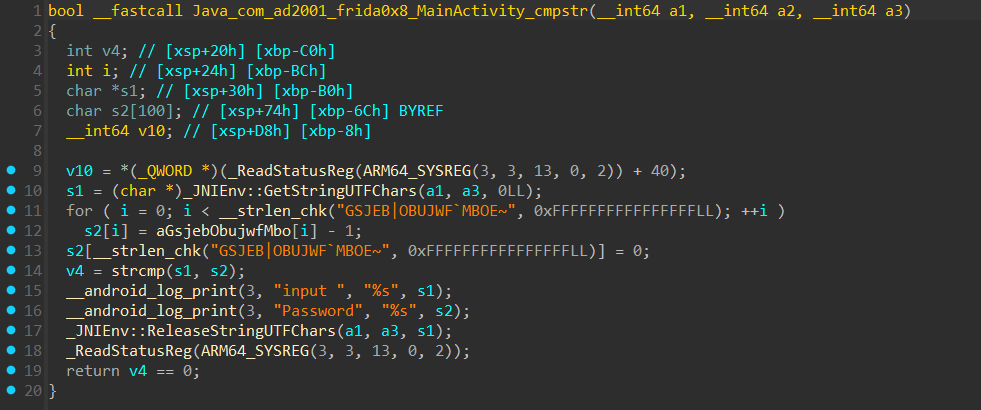 1 bool __fastcall Java_com_ad2001_frida0x8_MainActivity_cmpstr(__int64 a1, __int64 a2, __int64 a3)
2 {
3 int v4; // [xsp+20h] [xbp-C0h]
4 int i; // [xsp+24h] [xbp-BCh]
5 char *s1; // [xsp+30h] [xbp-B0h]
6 char s2[100]; // [xsp+74h] [xbp-6Ch] BYREF
7 __int64 v10; // [xsp+D8h] [xbp-8h]
8
9 v10 = *(_QWORD *)(_ReadStatusReg(ARM64_SYSREG(3, 3, 13, 0, 2)) + 40);
10 s1 = (char *)_JNIEnv::GetStringUTFChars(a1, a3, 0LL);
11 for ( i = 0; i < __strlen_chk("GSJEB|OBUJWF`MBOE~", 0xFFFFFFFFFFFFFFFFLL); ++i )
12 s2[i] = aGsjebObujwfMbo[i] - 1;
13 s2[__strlen_chk("GSJEB|OBUJWF`MBOE~", 0xFFFFFFFFFFFFFFFFLL)] = 0;
14 v4 = strcmp(s1, s2);
15 __android_log_print(3, "input ", "%s", s1);
16 __android_log_print(3, "Password", "%s", s2);
17 _JNIEnv::ReleaseStringUTFChars(a1, a3, s1);
18 _ReadStatusReg(ARM64_SYSREG(3, 3, 13, 0, 2));
19 return v4 == 0;
20 }